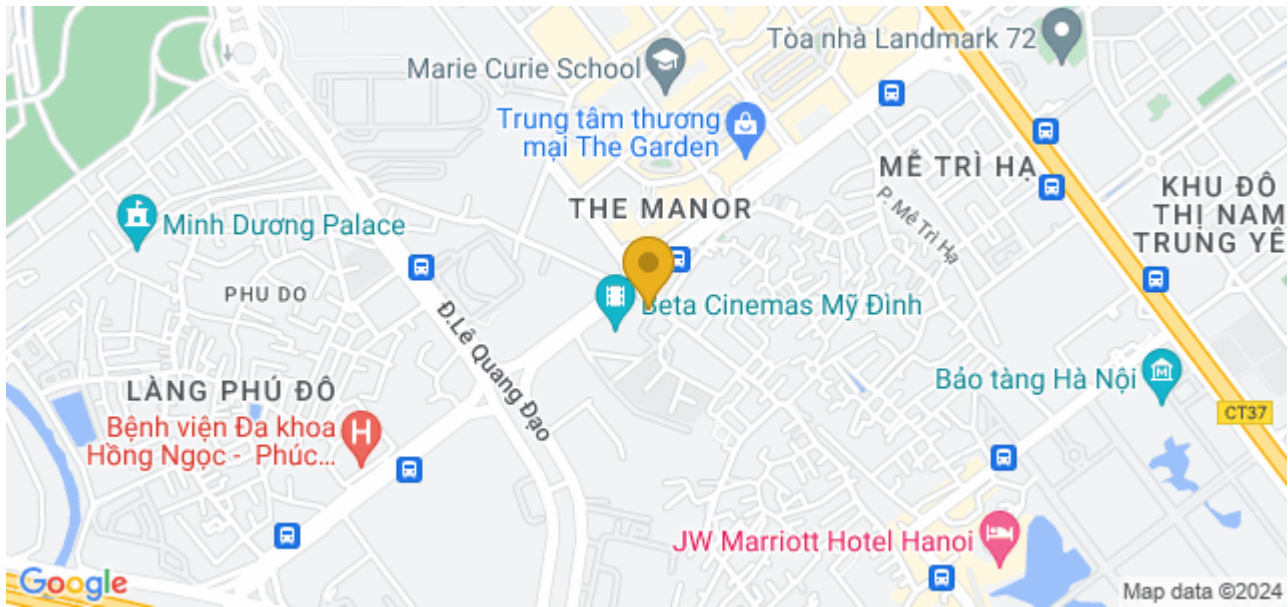 Tòa nhà Landmark 72
Marie Curie School
Trung tâm thương
mại The Garden
MỄ TRÌ HẠ
P. Mễ Trì Hạ
KHU ĐÔ
THỊ NAM
TRUNG YÊ
THE MANOR
Minh Dương Palace
PHU DO
Beta Cinemas Mỹ Đình
Đ.Lê Quang Đạo
LÀNG PHÚ ĐÔ
Bảo tàng Hà Nội
CT37
Bệnh viện Đa khoa
Hồng Ngọc - Phúc...
JW Marriott Hotel Hanoi
Google
Map data ©2024